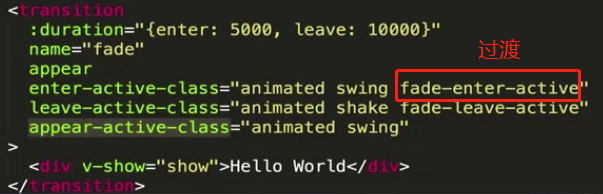 <transition
:duration="{enter: 5000, leave: 10000}"
name="fade"
过渡
appear
enter-active-class="animated swing fade-enter-active"
leave-active-class="animated shake fade-leave-active"
appear-active-class="animated swing"
>
<div v-show="show">Hello World</div>
</transition>